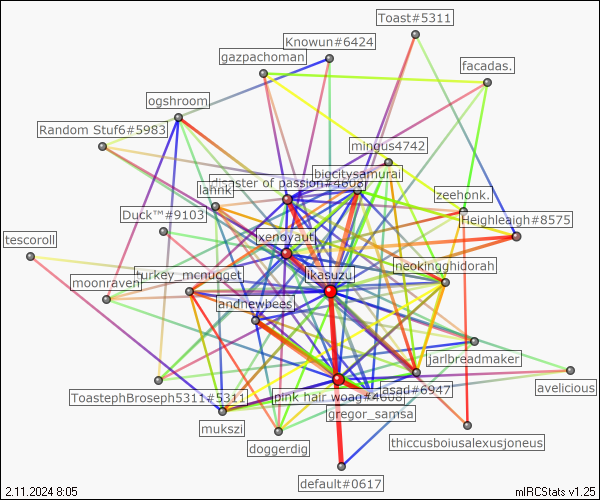 Toast#5311
Knowun#6424
gazpachoman
facadas.
ogshroom
Random Stuf6#5983
mingus4742
bigcitysamurai
disaster of passion#4608
lahnk
zeehonk.
Duck™#9103
Heighleaigh#8575
tescoroll
xenoyaut
neokingghidorah
turkey_mcnugget
likasuzu
moonraven
andnewbees
jarlbreadmaker
asad#6947
avelicious
ToastephBroseph5311#5311
pink hair woag#4608
gregor_samsa
mukszi
thiccusboiusalexusjoneus
doggerdig
default#0617
2.11.2024 8:05
mIRCStats v1.25